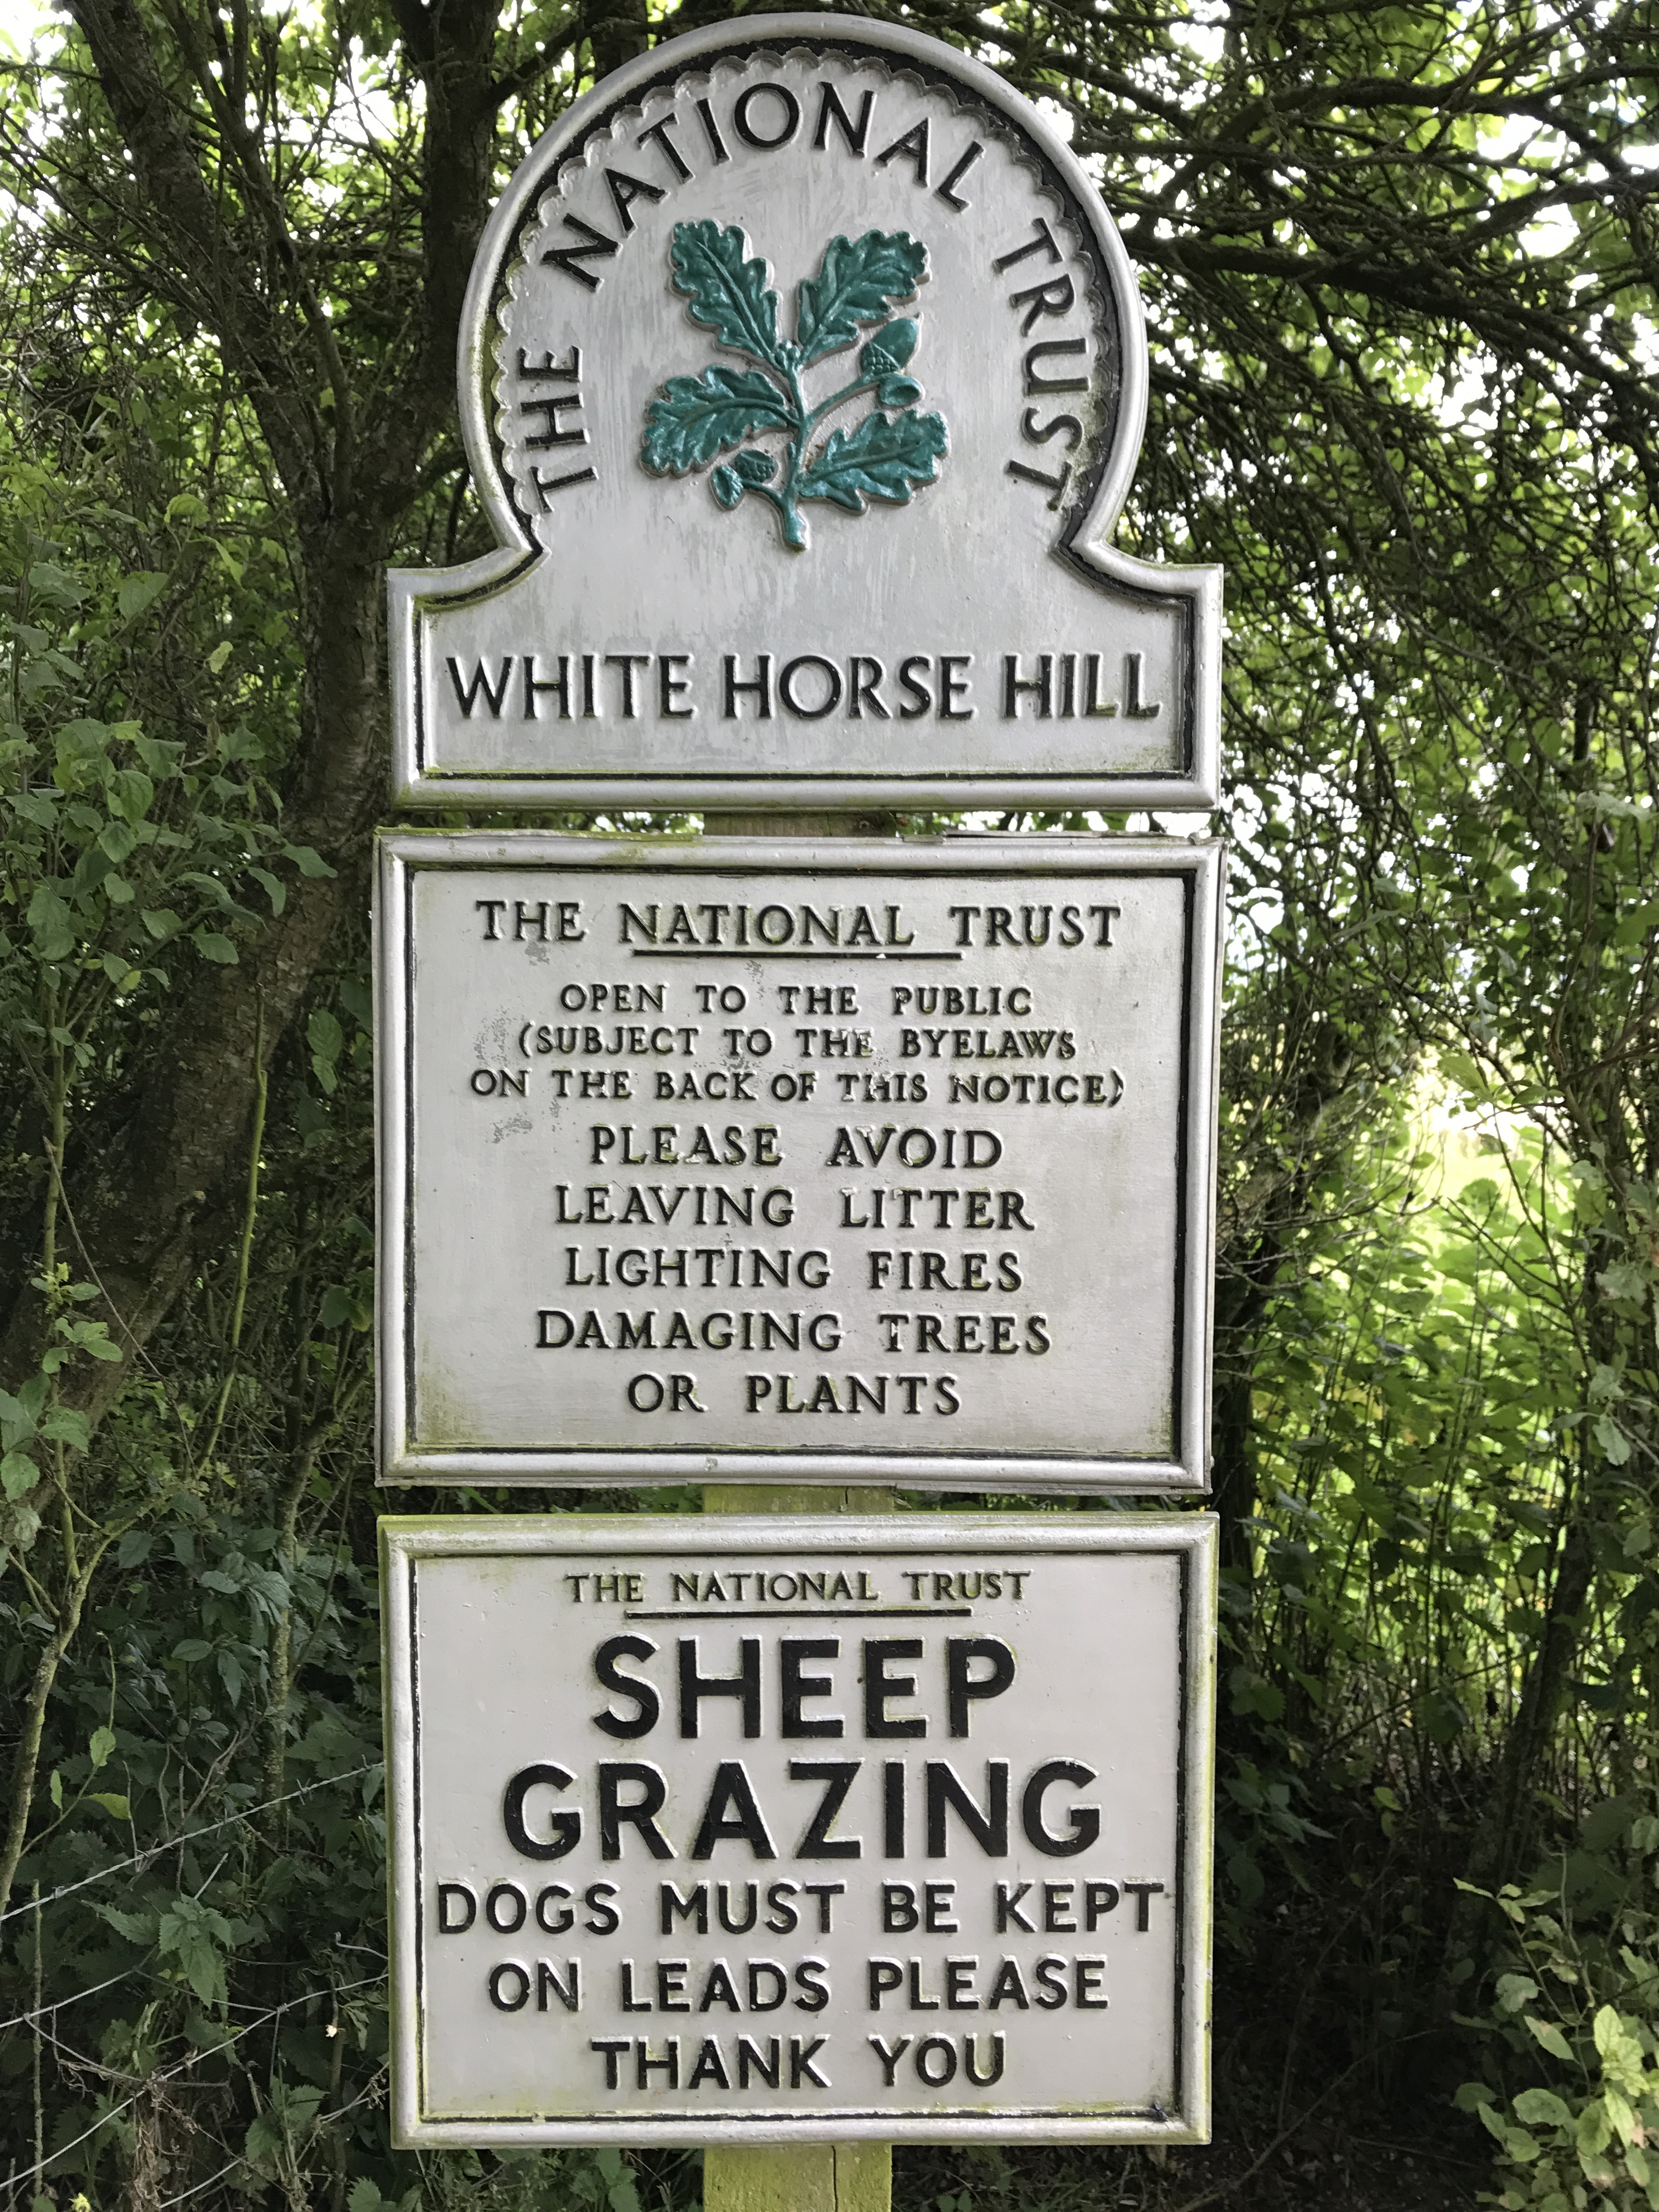 THE NATIONAL TRUST
WHITE HORSE HILL
THE NATIONAL TRUST
OPEN TO THE PUBLIC
(SUBJECT TO THE BYELAWS
ON THE BACK OF THIS NOTICE)
PLEASE AVOID
LEAVING LITTER
LIGHTING FIRES
DAMAGING TREES
OR PLANTS
THE NATIONAL TRUST
SHEEP
GRAZING
DOGS MUST BE KEPT
ON LEADS PLEASE
THANK YOU